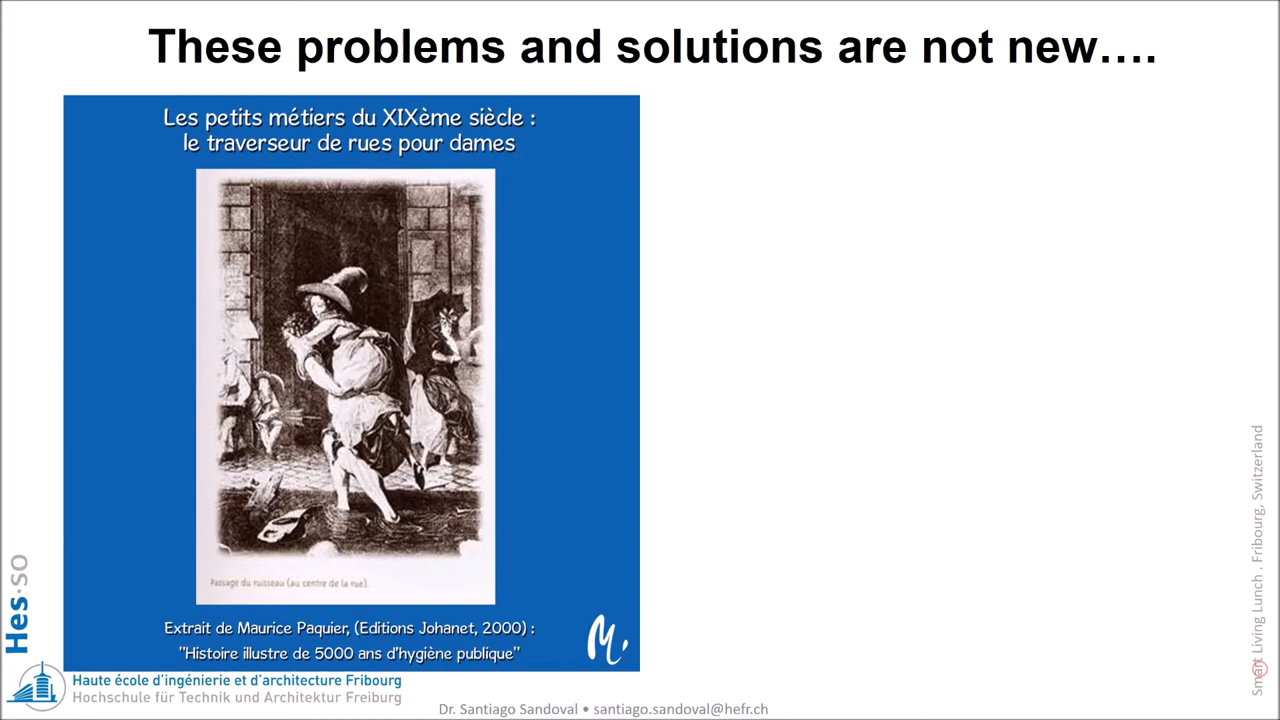 These problems and solutions are not new….
Les petits métiers du XIXème siècle :
le traverseur de rues pour dames
Passage du ruisseau (au centre de la rue).
Extrait de Maurice Paquier, (Editions Johanet, 2000) :
"Histoire illustre de 5000 ans d'hygiène publique"
M.
Hes·SO
Haute école d'ingénierie et d'architecture Fribourg
Hochschule für Technik und Architektur Freiburg
Dr. Santiago Sandoval • santiago.sandoval@hefr.ch
Smart Living Lunch . Fribourg, Switzerland